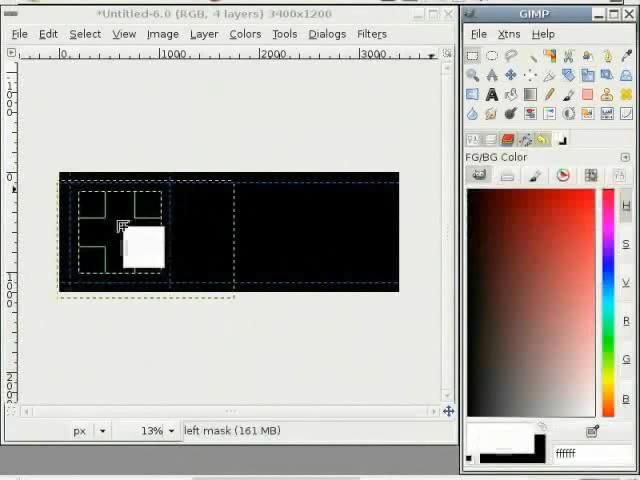 *Untitled-6.0 (RGB, 4 layers) 3400x1200
GIMP
File Edit Select View Image Layer Colors Tools Dialogs Filters
File Xtns Help
0 1000 2000 3000
FG/BG Color
H
S
V
R
G
B
px 13% left mask (161 MB)
ffffff